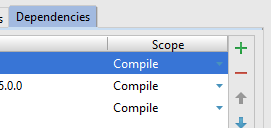 s Dependencies
Scope
Compile
5.0.0 Compile
Compile